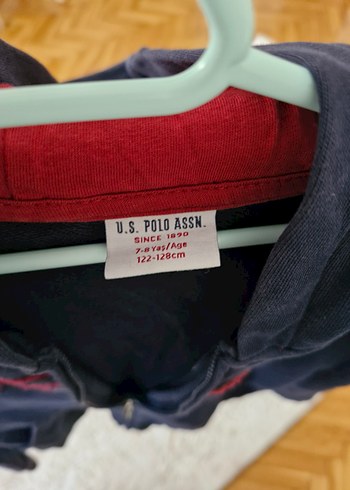 U.S. POLO ASSN.
SINCE 1890
7-8 Yaş/Age
122-128cm